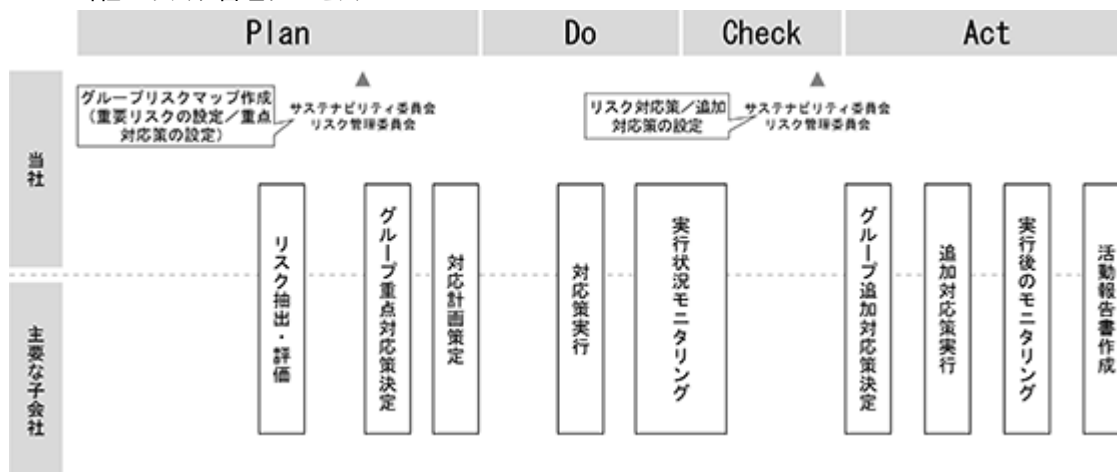 Plan
Do
Check
Act
グループリスクマップ作成
(重要リスクの設定／重点
対応策の設定)
サステナビリティ委員会
リスク管理委員会
リスク対応策／追加
対応策の設定
サステナビリティ委員会
リスク管理委員会
当社
リスク抽出・評価
グループ重点対応策決定
対応計画策定
対応策実行
実行状況モニタリング
グループ追加対応策決定
追加対応策実行
実行後のモニタリング
活動報告書作成
主要な子会社